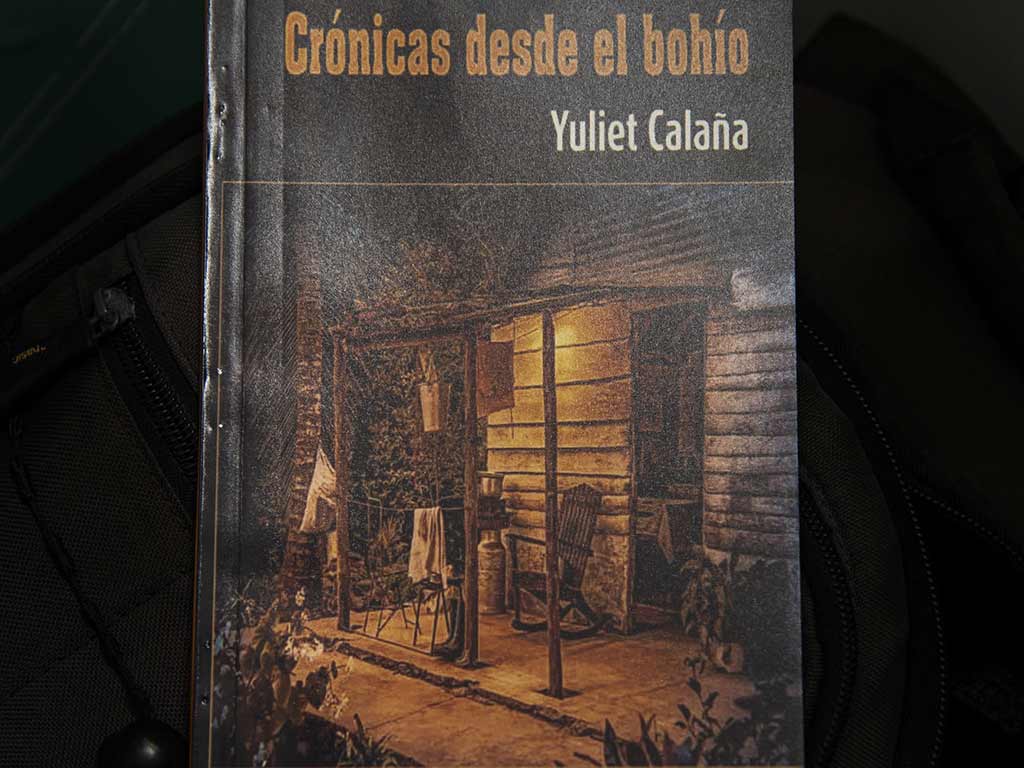 Crónicas desde el bohío
Yuliet Calaña